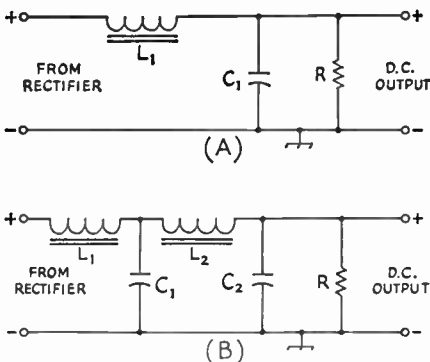 + +
L1
FROM RECTIFIER
C1
R
D.C. OUTPUT
- -
(A)
+ +
L1 L2
FROM RECTIFIER
C1
C2
R
D.C. OUTPUT
- -
(B)